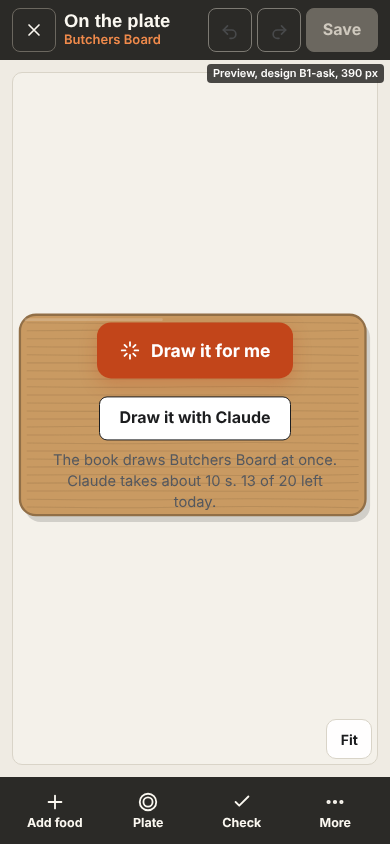 On the plate
Butchers Board
Save
Preview, design B1-ask, 390 px
Draw it for me
Draw it with Claude
The book draws Butchers Board at once.
Claude takes about 10 s. 13 of 20 left
today.
Fit
Add food
Plate
Check
More